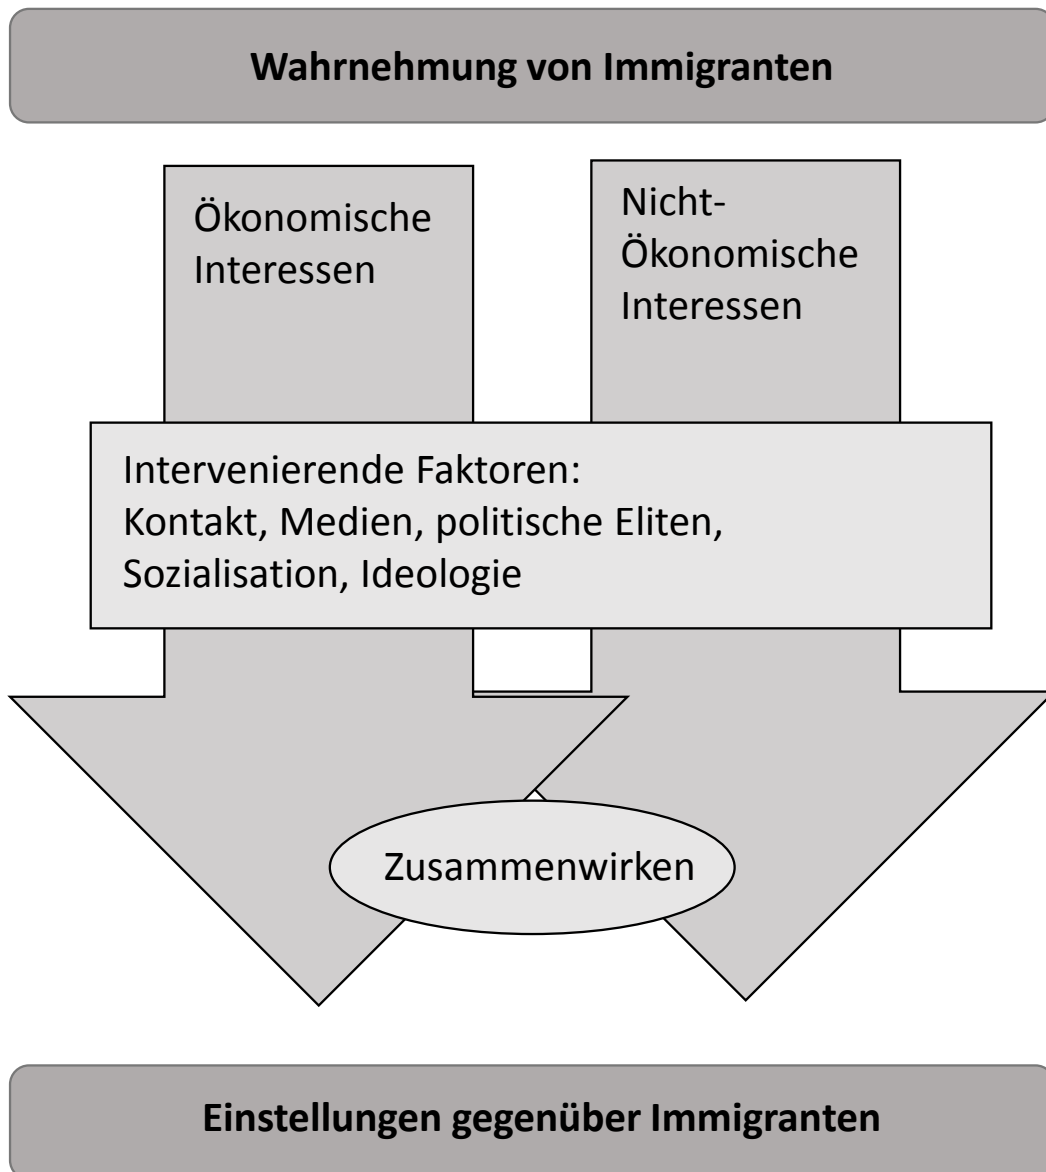 Wahrnehmung von Immigranten
Ökonomische
Interessen
Nicht-
Ökonomische
Interessen
Intervenierende Faktoren:
Kontakt, Medien, politische Eliten,
Sozialisation, Ideologie
Zusammenwirken
Einstellungen gegenüber Immigranten